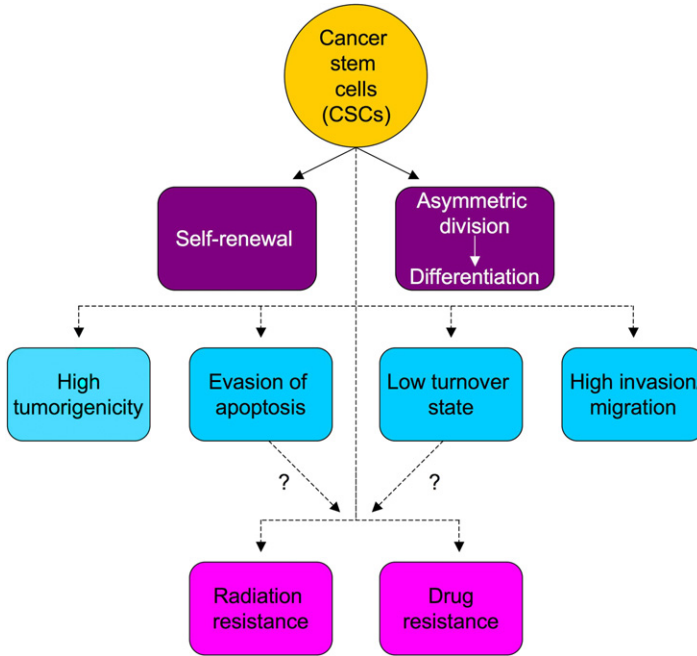 Cancer
stem
cells
(CSCs)
Self-renewal
Asymmetric
division
Differentiation
High
tumorigenicity
Evasion of
apoptosis
Low turnover
state
High invasion
migration
?
?
Radiation
resistance
Drug
resistance